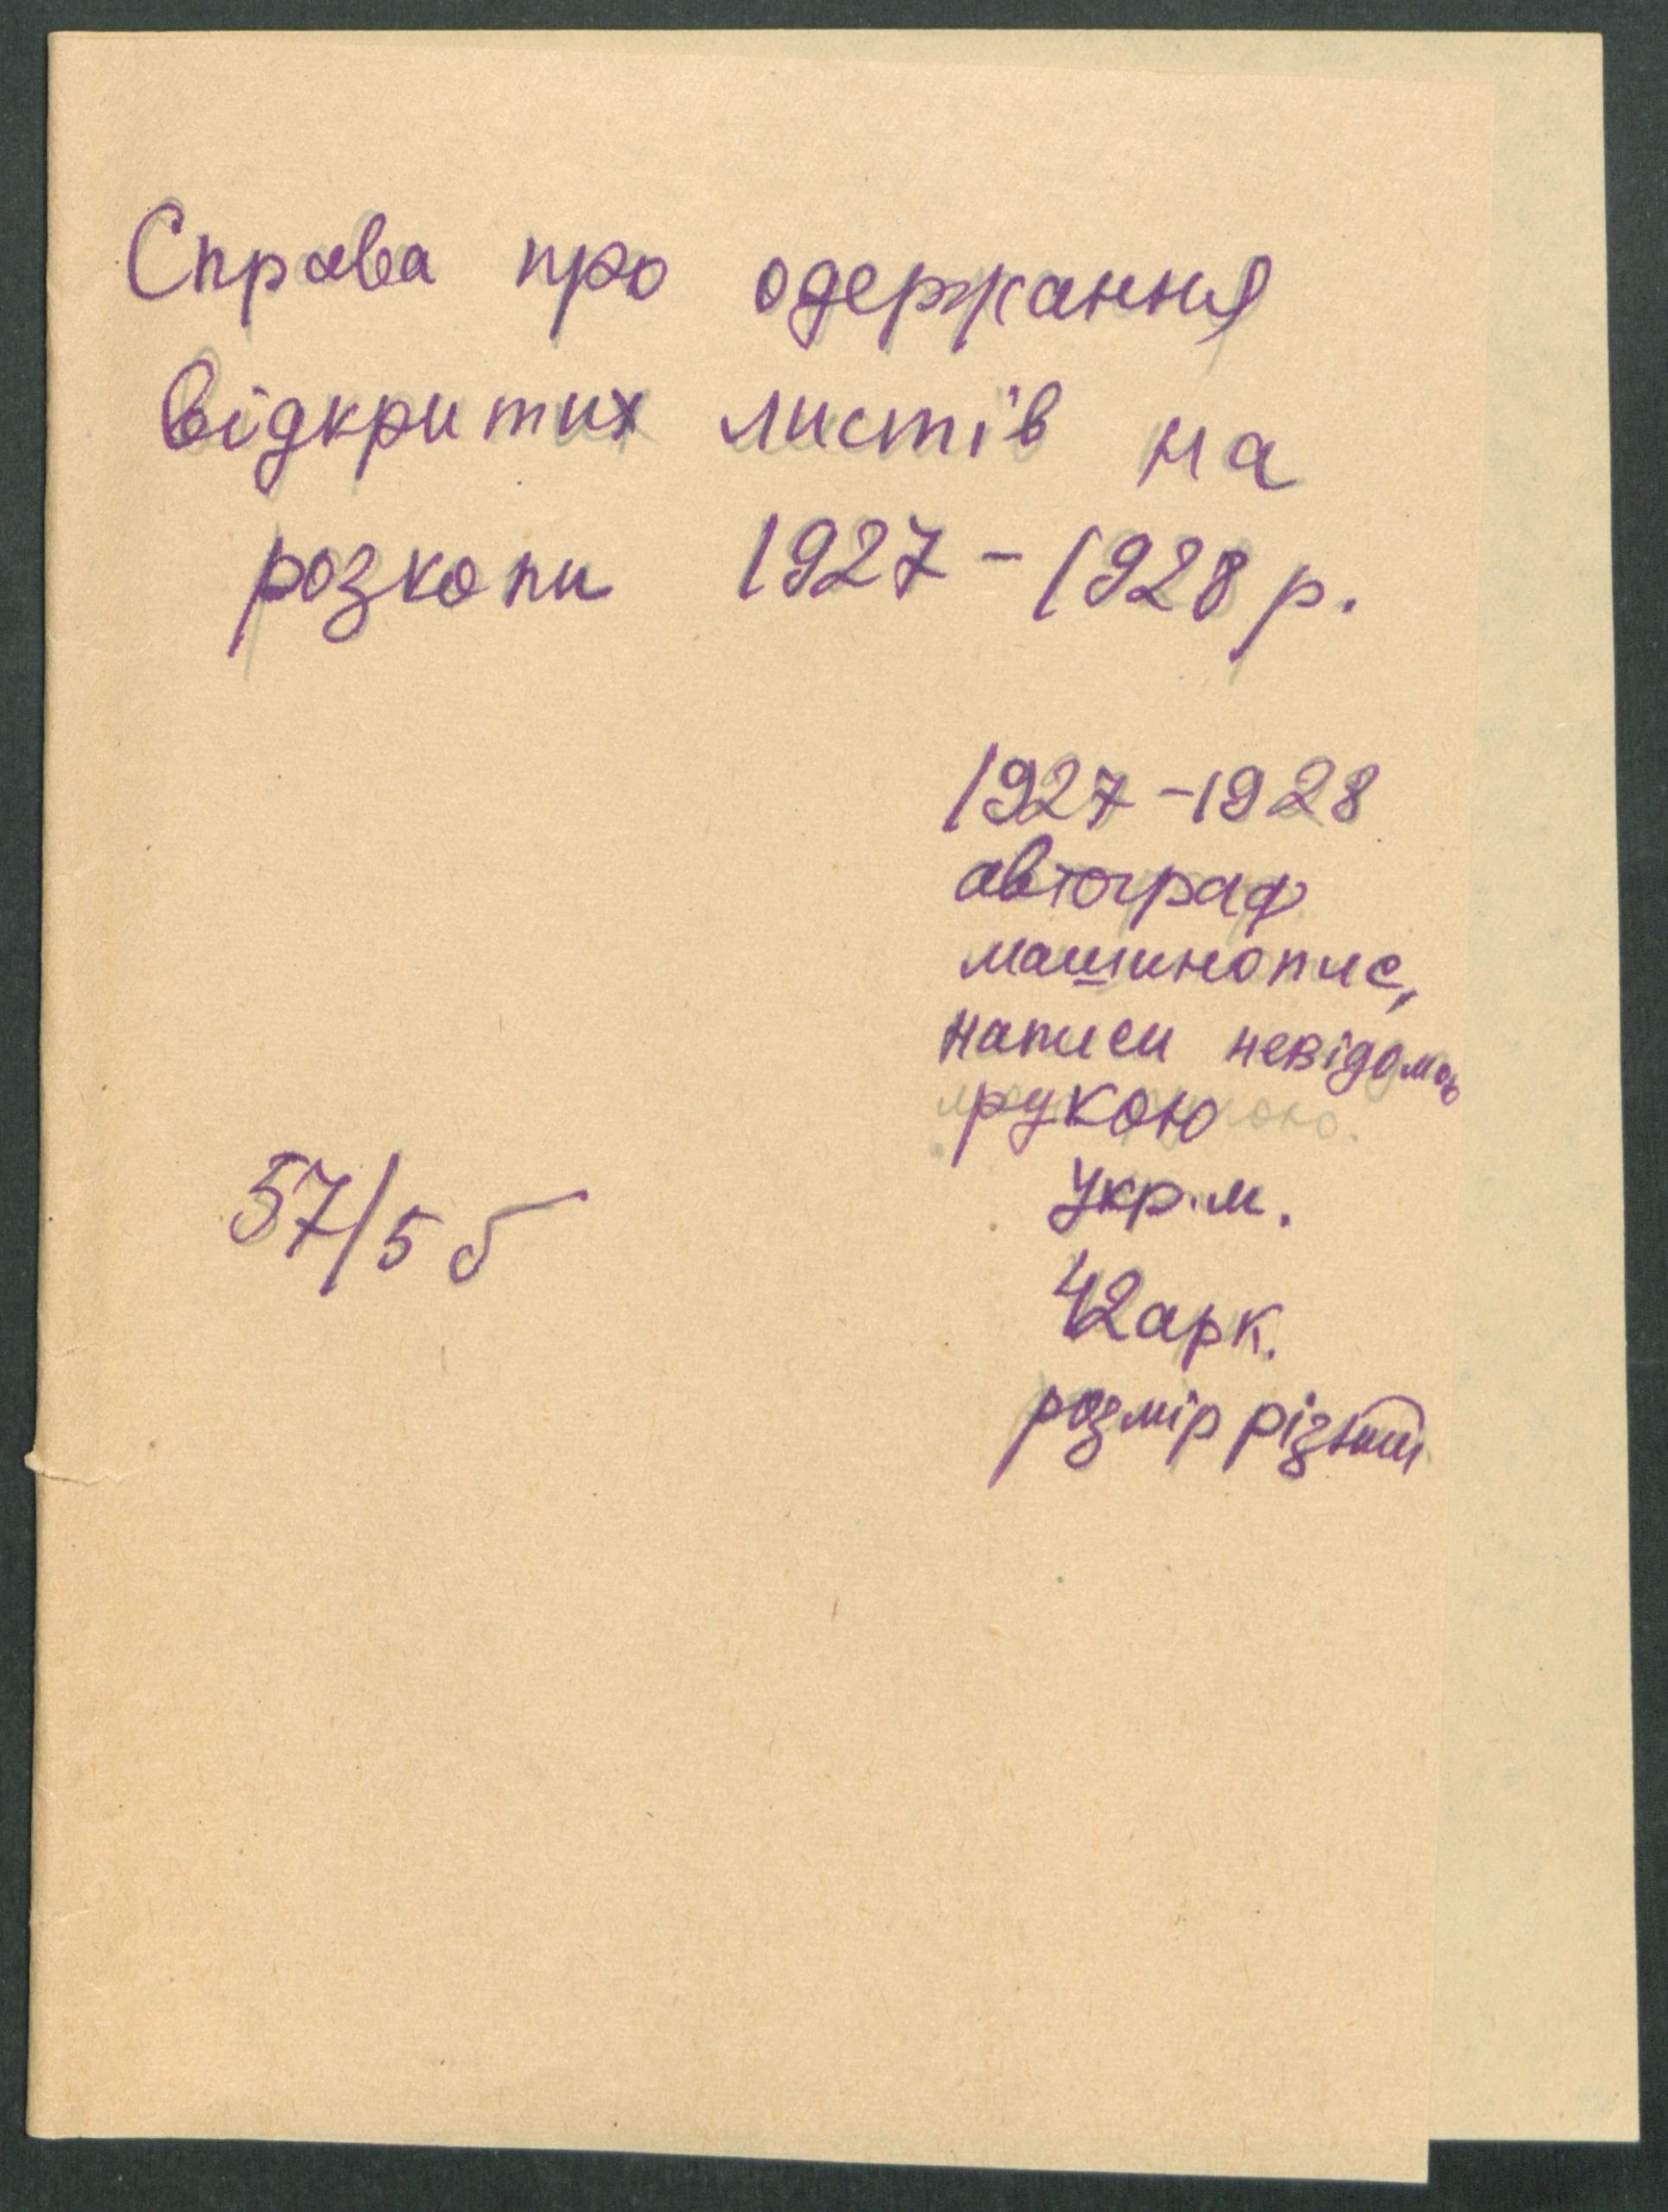 Справа про одержання
відкритих листів на
розкопи 1927-1928 р.
1927-1928
автограф
машинопис,
написи невідомою
рукою
укр. м.
42 арк.
розмір різний
57/5 б